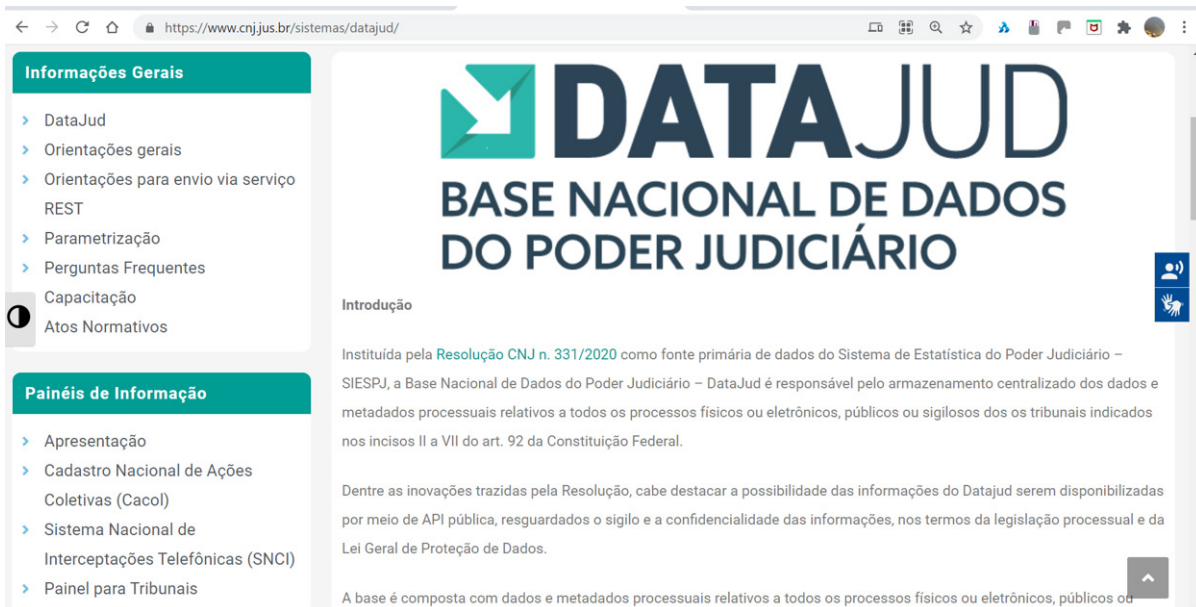 https://www.cnj.jus.br/sistemas/datajud/
Informações Gerais
DataJud
Orientações gerais
Orientações para envio via serviço
REST
Parametrização
Perguntas Frequentes
Capacitação
Atos Normativos
Painéis de Informação
Apresentação
Cadastro Nacional de Ações
Coletivas (Cacol)
Sistema Nacional de
Interceptações Telefônicas (SNCI)
Painel para Tribunais
DATAJUD
BASE NACIONAL DE DADOS
DO PODER JUDICIÁRIO
Introdução
Instituída pela Resolução CNJ n. 331/2020 como fonte primária de dados do Sistema de Estatística do Poder Judiciário –
SIESPJ, a Base Nacional de Dados do Poder Judiciário – DataJud é responsável pelo armazenamento centralizado dos dados e
metadados processuais relativos a todos os processos físicos ou eletrônicos, públicos ou sigilosos dos os tribunais indicados
nos incisos II a VII do art. 92 da Constituição Federal.
Dentre as inovações trazidas pela Resolução, cabe destacar a possibilidade das informações do Datajud serem disponibilizadas
por meio de API pública, resguardados o sigilo e a confidencialidade das informações, nos termos da legislação processual e da
Lei Geral de Proteção de Dados.
A base é composta com dados e metadados processuais relativos a todos os processos físicos ou eletrônicos, públicos ou